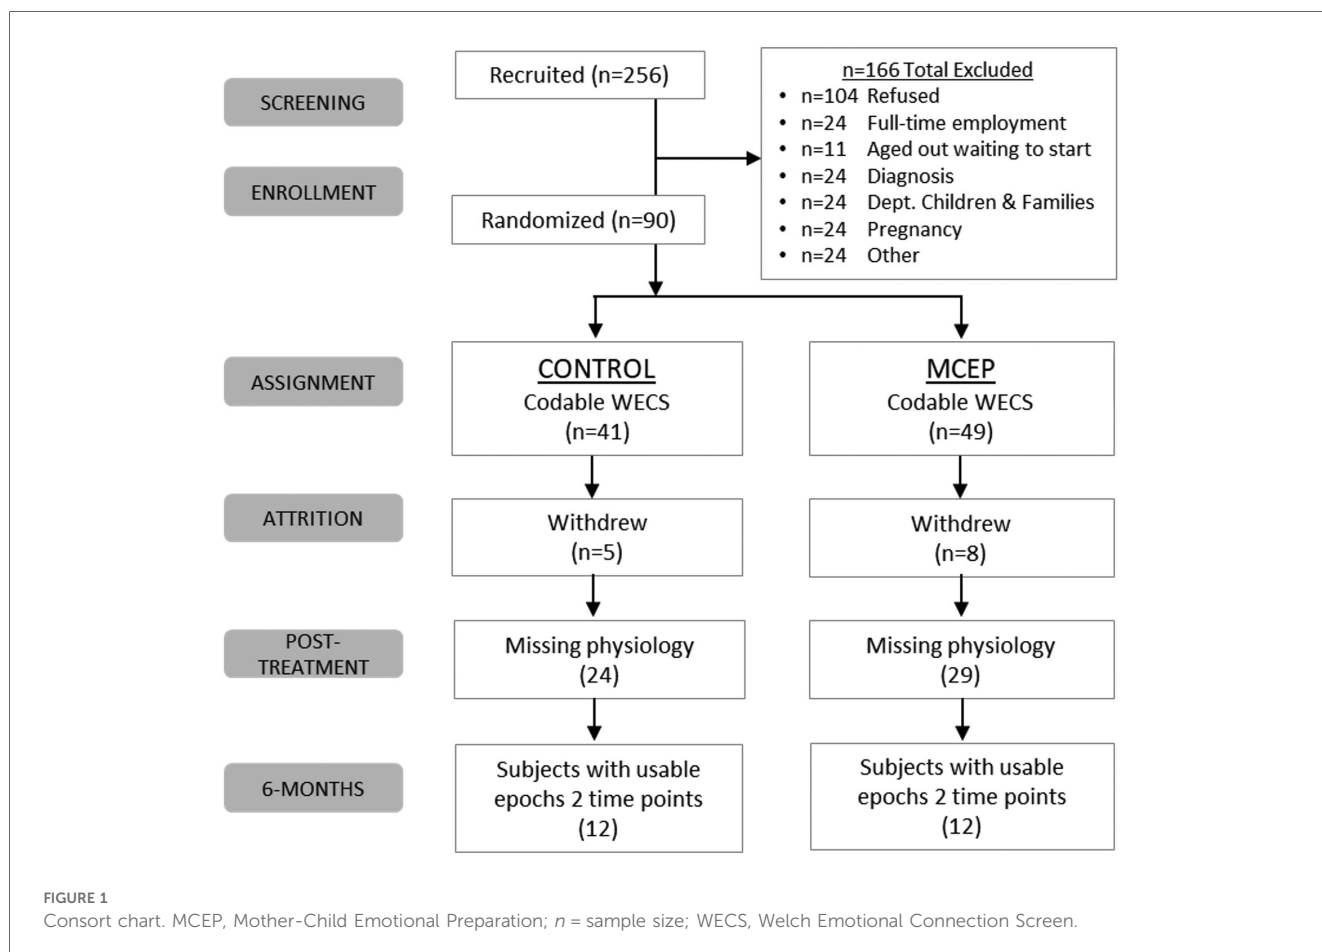 SCREENING
Recruited (n=256)
n=166 Total Excluded
• n=104 Refused
• n=24 Full-time employment
• n=11 Aged out waiting to start
• n=24 Diagnosis
• n=24 Dept. Children & Families
• n=24 Pregnancy
• n=24 Other
ENROLLMENT
Randomized (n=90)
ASSIGNMENT
CONTROL
Codable WECS
(n=41)
MCEP
Codable WECS
(n=49)
ATTRITION
Withdrew
(n=5)
Withdrew
(n=8)
POST-
TREATMENT
Missing physiology
(24)
Missing physiology
(29)
6-MONTHS
Subjects with usable
epochs 2 time points
(12)
Subjects with usable
epochs 2 time points
(12)
FIGURE 1
Consort chart. MCEP, Mother-Child Emotional Preparation; n = sample size; WECS, Welch Emotional Connection Screen.